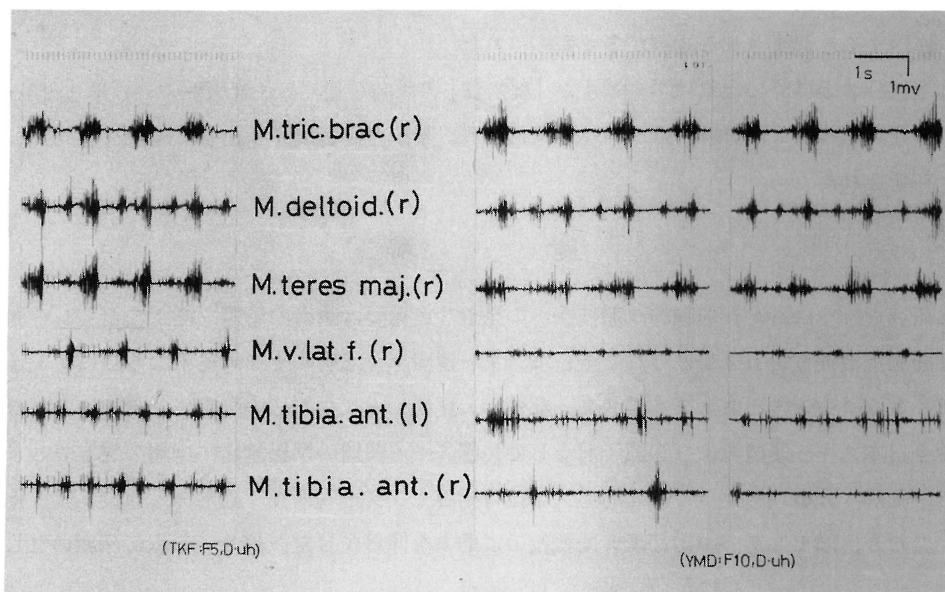 1s
1mv
M.tric.brac(r)
M.deltoid.(r)
M.teres maj.(r)
M.v.lat.f.(r)
M.tibia.ant.(l)
M.tibia. ant.(r)
(TKF:F5,D·uh)
(YMD:F10,D·uh)